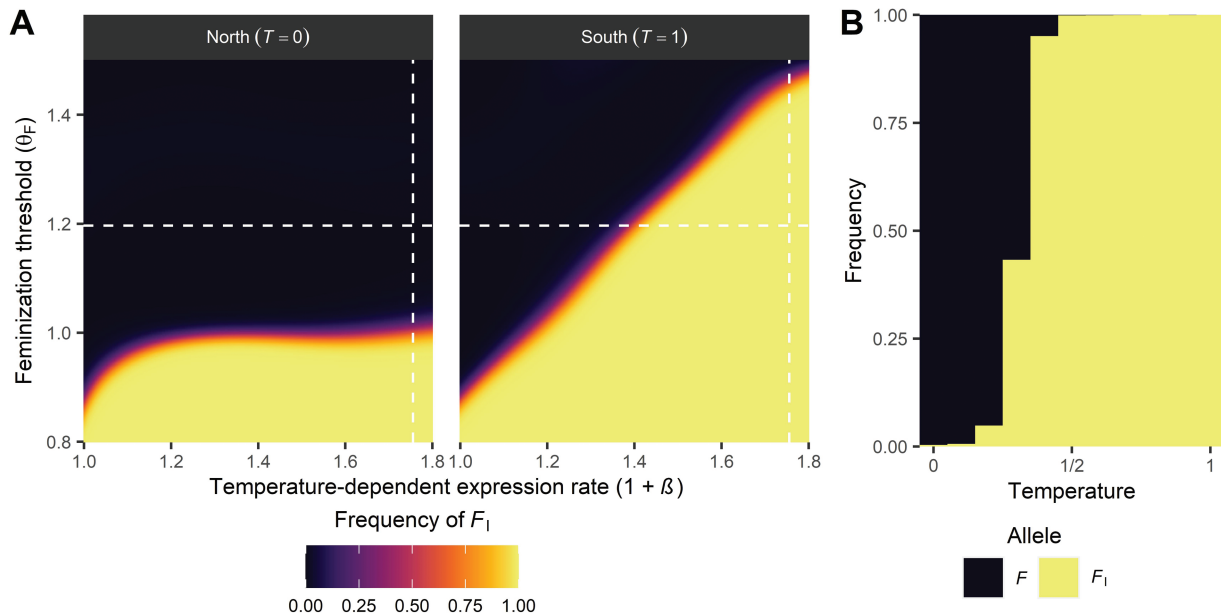 A
B
North (T = 0)
South (T = 1)
Feminization threshold (θF)
1.4
1.2
1.0
0.8
1.0 1.2 1.4 1.6 1.8
1.0 1.2 1.4 1.6 1.8
Temperature-dependent expression rate (1 + ß)
Frequency of FI
0.00 0.25 0.50 0.75 1.00
Frequency
1.00
0.75
0.50
0.25
0.00
0 1/2 1
Temperature
Allele
F FI